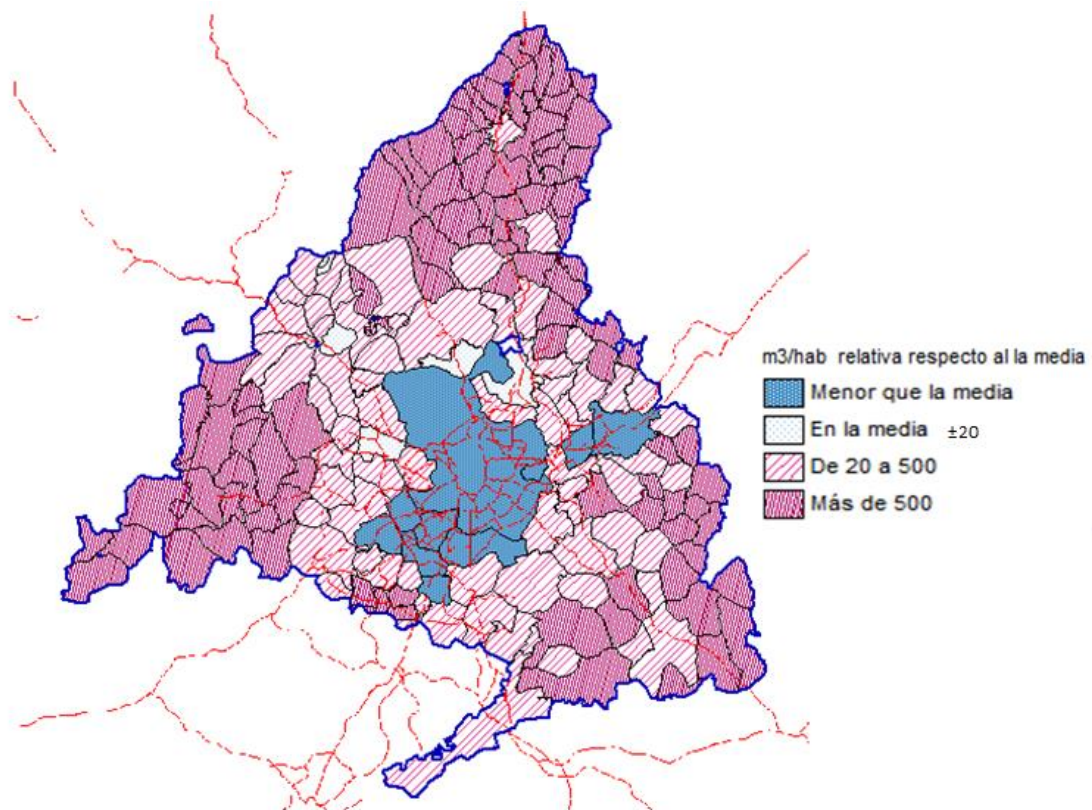 m3/hab relativa respecto al la media
Menor que la media
En la media ±20
De 20 a 500
Más de 500